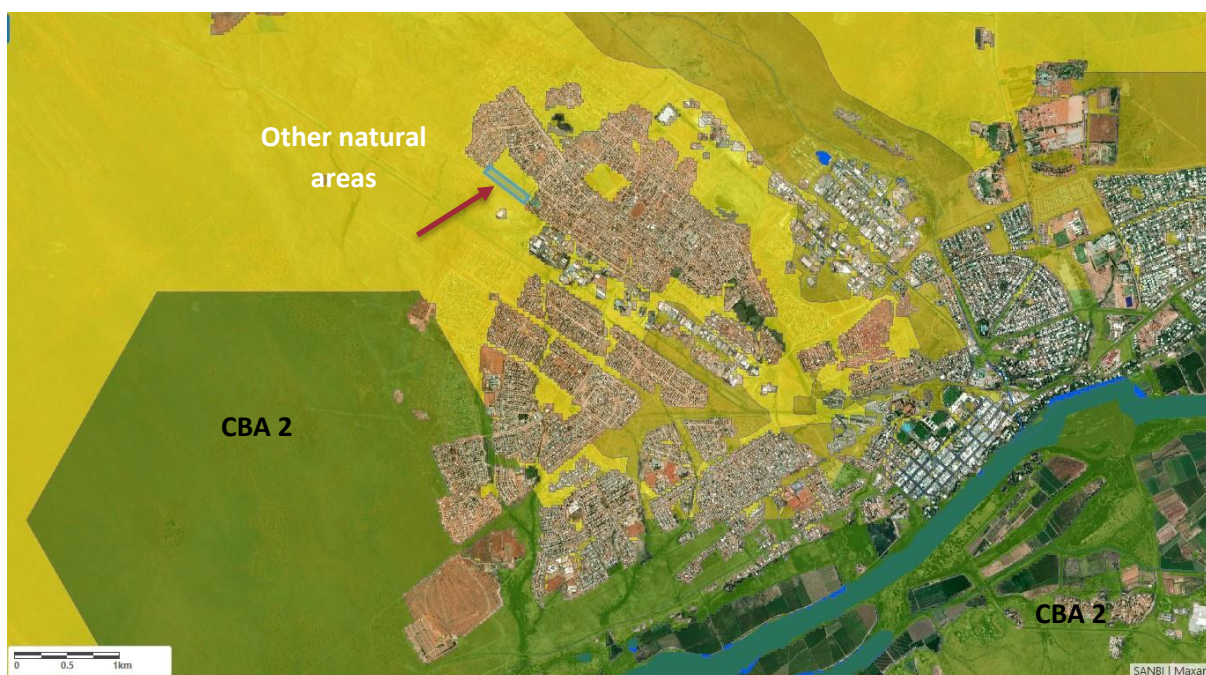 Other natural
areas
CBA 2
CBA 2
0 0.5 1km
SANBI | Maxar